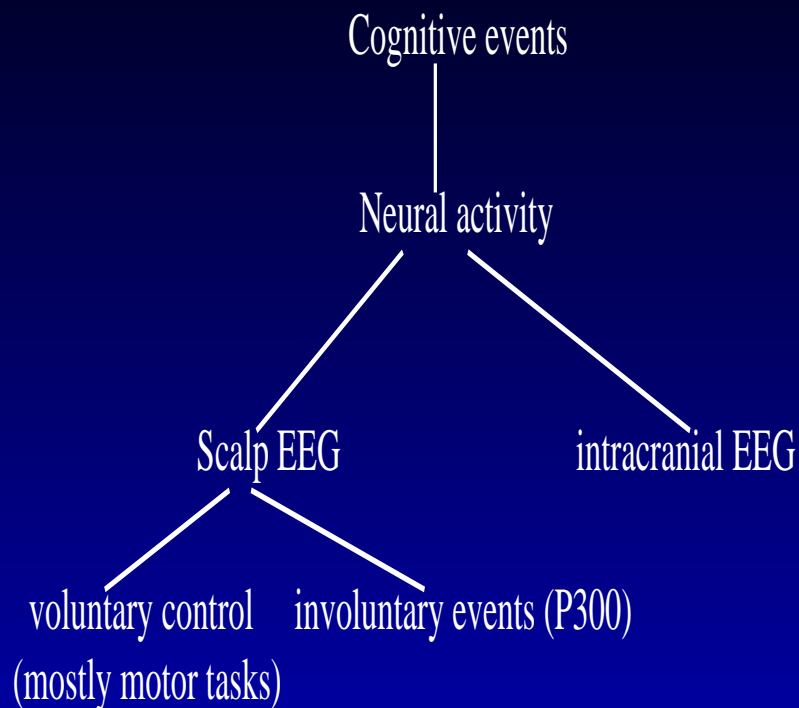 Cognitive events
Neural activity
Scalp EEG
intracranial EEG
voluntary control
(mostly motor tasks)
involuntary events (P300)